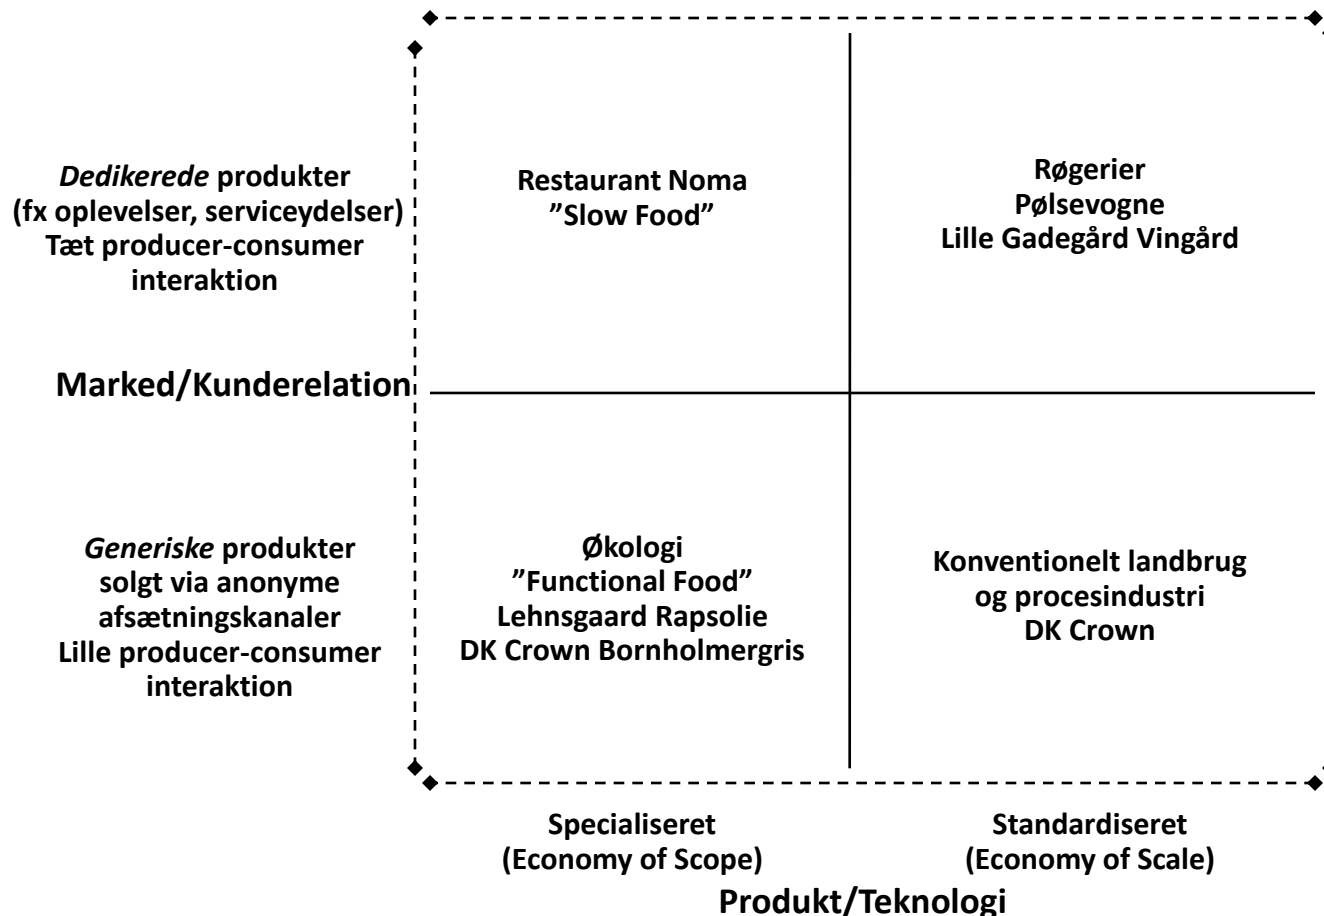 Dedikerede produkter
(fx oplevelser, serviceydelser)
Tæt producer-consumer
interaktion
Restaurant Noma
”Slow Food”
Røgerier
Pølsevogne
Lille Gadegård Vingård
Marked/Kunderelation
Generiske produkter
solgt via anonyme
afsætningskanaler
Lille producer-consumer
interaktion
Økologi
”Functional Food”
Lehnsgaard Rapsolie
DK Crown Bornholmergris
Konventionelt landbrug
og procesindustri
DK Crown
Specialiseret
(Economy of Scope)
Standardiseret
(Economy of Scale)
Produkt/Teknologi